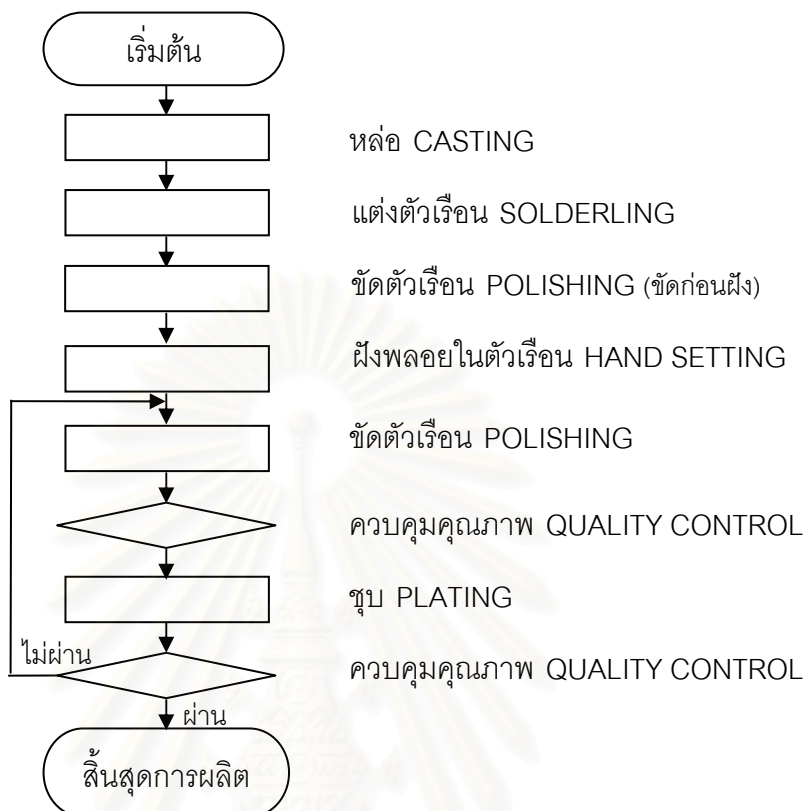 เริ่มต้น
หล่อ CASTING
แต่งตัวเรือน SOLDERLING
ขัดตัวเรือน POLISHING (ขัดก่อนฝัง)
ฝังพลอยในตัวเรือน HAND SETTING
ขัดตัวเรือน POLISHING
ควบคุมคุณภาพ QUALITY CONTROL
ชุบ PLATING
ไม่ผ่าน
ควบคุมคุณภาพ QUALITY CONTROL
ผ่าน
สิ้นสุดการผลิต